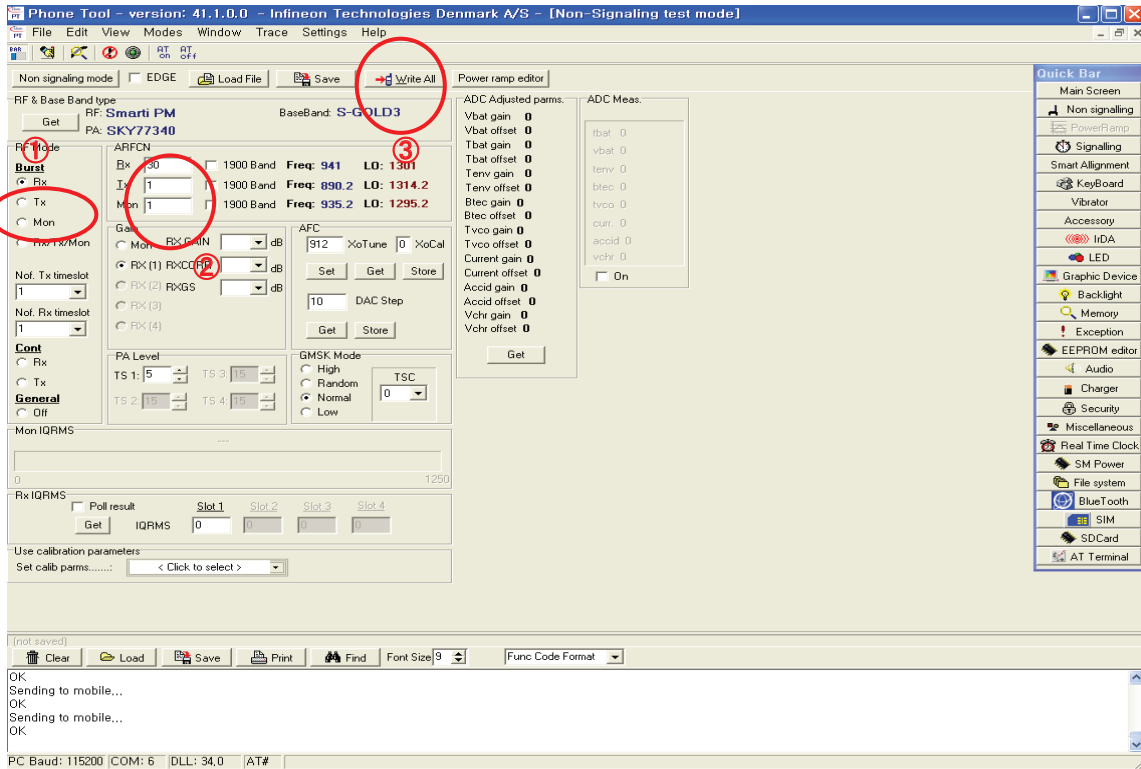 Phone Tool - version: 41.1.0.0 - Infineon Technologies Denmark A/S - [Non-Signaling test mode]
File Edit View Modes Window Trace Settings Help
BAR AT on AT off
Non signaling mode EDGE Load File Save Write All Power ramp editor
RF & Base Band type
Get RF: Smarti PM BaseBand: S-GOLD3
PA: SKY77340
① RF Mode
Burst
Rx
Tx
Mon
Rx/Tx/Mon
Nof. Tx timeslot
1
Nof. Rx timeslot
1
Cont
Rx
Tx
General
Off
ARFCN
Rx 30 1900 Band Freq: 941 LO: 1301
Tx 1 1900 Band Freq: 890.2 LO: 1314.2
Mon 1 1900 Band Freq: 935.2 LO: 1295.2
③
Gain
Mon RX GAIN dB
RX (1) RXCORR dB
②
RX (2) RXGS dB
RX (3)
RX (4)
AFC
912 XoTune 0 XoCal
Set Get Store
10 DAC Step
Get Store
PA Level
TS 1: 5 TS 3: 15
TS 2: 15 TS 4: 15
GMSK Mode
High
Random
Normal
Low
TSC
0
Mon IQRMS
---
0 1250
Rx IQRMS
Poll result Slot 1 Slot 2 Slot 3 Slot 4
Get IQRMS 0 0 0 0
Use calibration parameters
Set calib parms......: < Click to select >
ADC Adjusted parms.
Vbat gain 0
Vbat offset 0
Tbat gain 0
Tbat offset 0
Tenv gain 0
Tenv offset 0
Btec gain 0
Btec offset 0
Tvco gain 0
Tvco offset 0
Current gain 0
Current offset 0
Accid gain 0
Accid offset 0
Vchr gain 0
Vchr offset 0
Get
ADC Meas.
tbat 0
vbat 0
tenv 0
btec 0
tvco 0
curr. 0
accid 0
vchr 0
On
Quick Bar
Main Screen
Non signalling
PowerRamp
Signalling
Smart Allignment
KeyBoard
Vibrator
Accessory
IrDA
LED
Graphic Device
Backlight
Memory
Exception
EEPROM editor
Audio
Charger
Security
Miscellaneous
Real Time Clock
SM Power
File system
BlueTooth
SIM
SDCard
AT Terminal
(not saved)
Clear Load Save Print Find Font Size 9 Func Code Format
OK
Sending to mobile...
OK
Sending to mobile...
OK
PC Baud: 115200 COM: 6 DLL: 34.0 AT#